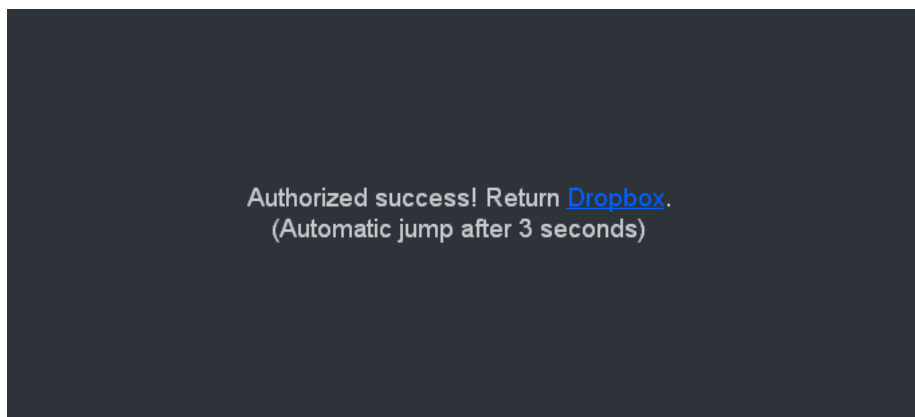 Authorized success! Return Dropbox.
(Automatic jump after 3 seconds)